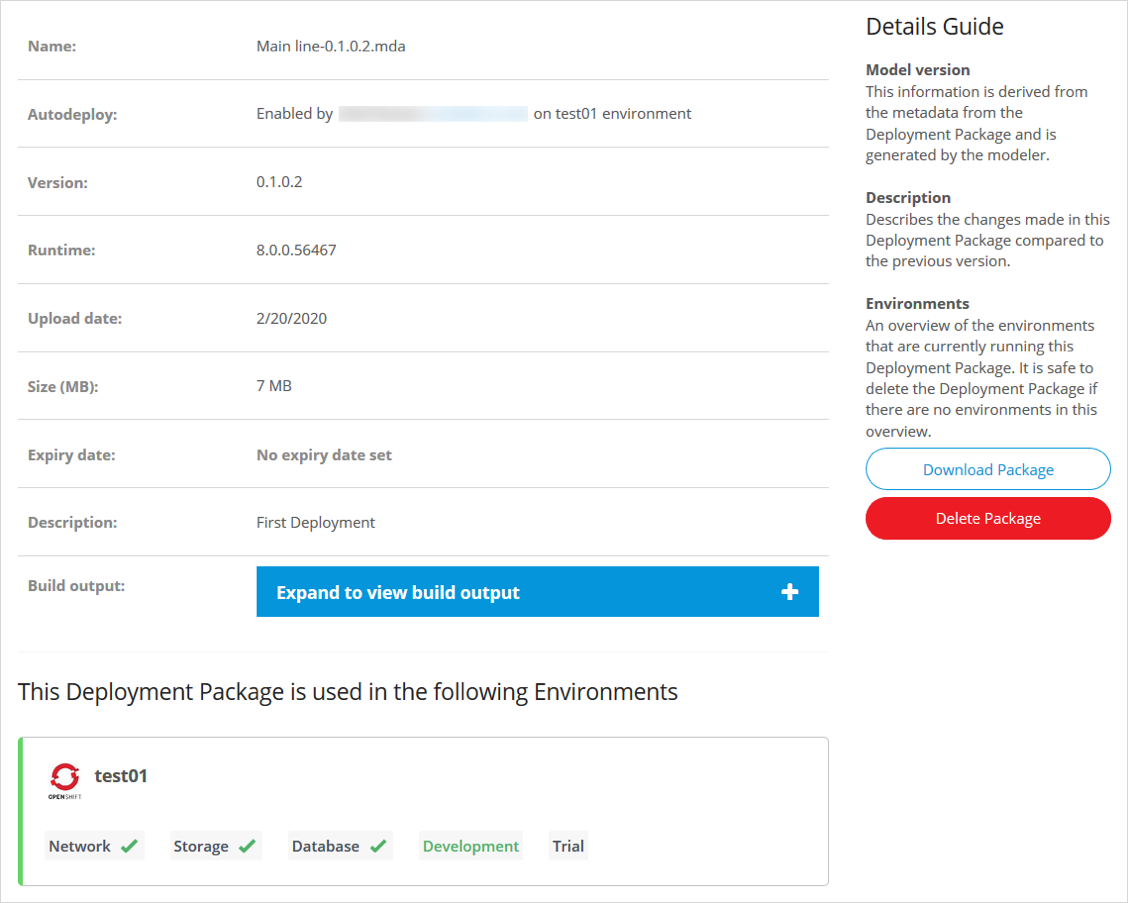 Name: Main line-0.1.0.2.mda
Autodeploy: Enabled by on test01 environment
Version: 0.1.0.2
Runtime: 8.0.0.56467
Upload date: 2/20/2020
Size (MB): 7 MB
Expiry date: No expiry date set
Description: First Deployment
Build output: Expand to view build output
This Deployment Package is used in the following Environments
OPENSHIFT
test01
Network Storage Database Development Trial
Details Guide
Model version
This information is derived from
the metadata from the
Deployment Package and is
generated by the modeler.
Description
Describes the changes made in this
Deployment Package compared to
the previous version.
Environments
An overview of the environments
that are currently running this
Deployment Package. It is safe to
delete the Deployment Package if
there are no environments in this
overview.
Download Package
Delete Package